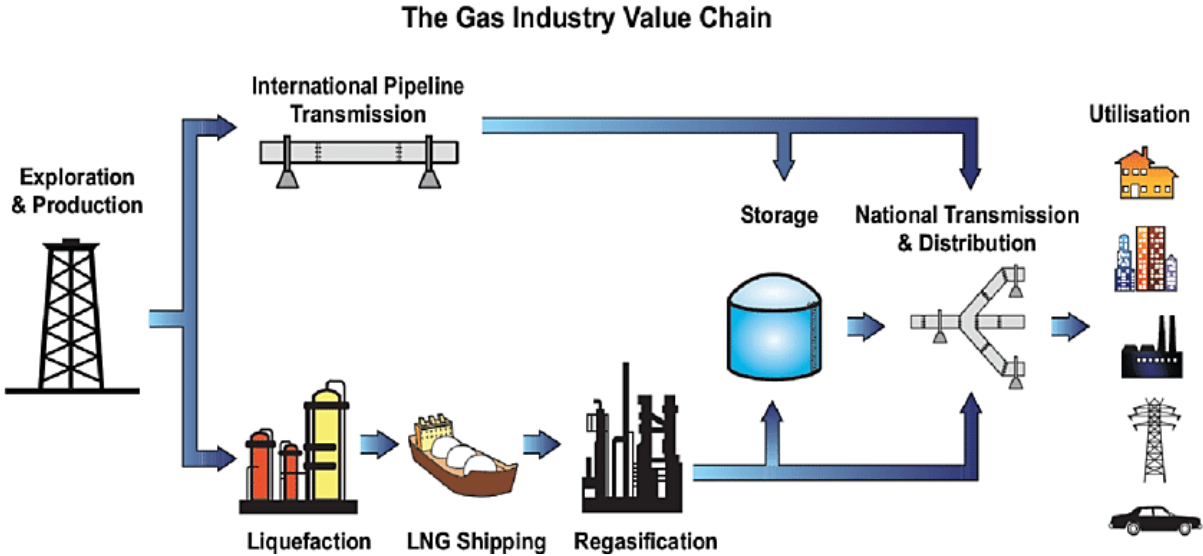 The Gas Industry Value Chain
International Pipeline
Transmission
Utilisation
Exploration
& Production
Storage
National Transmission
& Distribution
Liquefaction
LNG Shipping
Regasification